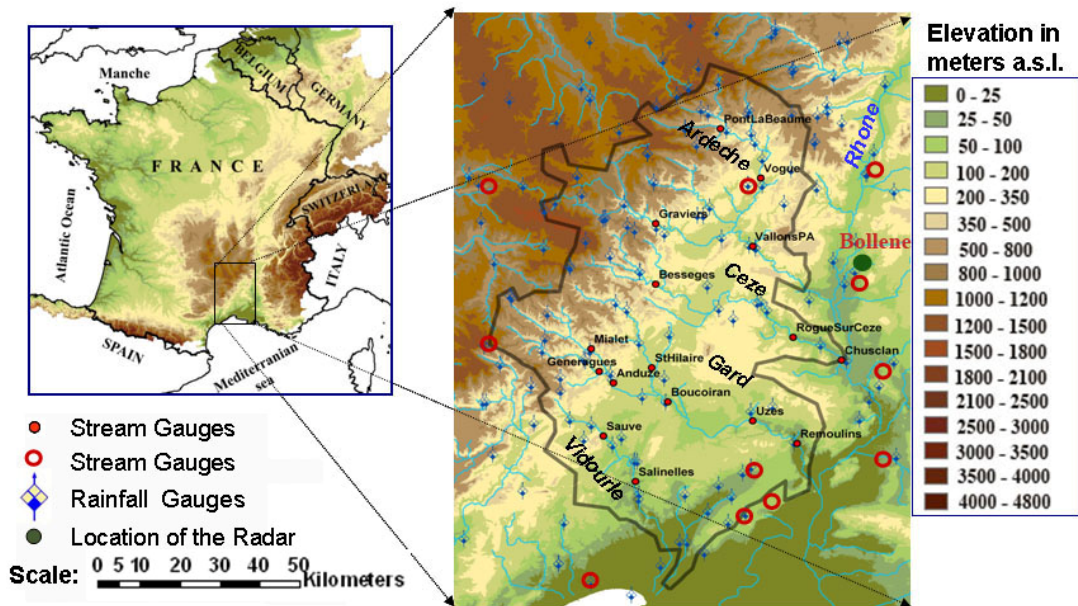 Manche
BELGIUM
GERMANY
FRANCE
SWITZERLAND
Atlantic Ocean
ITALY
SPAIN
Mediterranean
sea
Stream Gauges
Stream Gauges
Rainfall Gauges
Location of the Radar
Scale:
0 5 10 20 30 40 50
Kilometers
PontLaBeaume
Ardeche
Vogue
Rhone
Graviers
VallonsPA
Bollene
Besseges
Ceze
RogueSurCeze
Mialet
Chusclan
Generagues
StHilaire
Anduze
Gard
Boucoiran
Uzes
Sauve
Remoulins
Vidourle
Salinelles
Elevation in
meters a.s.l.
0 - 25
25 - 50
50 - 100
100 - 200
200 - 350
350 - 500
500 - 800
800 - 1000
1000 - 1200
1200 - 1500
1500 - 1800
1800 - 2100
2100 - 2500
2500 - 3000
3000 - 3500
3500 - 4000
4000 - 4800